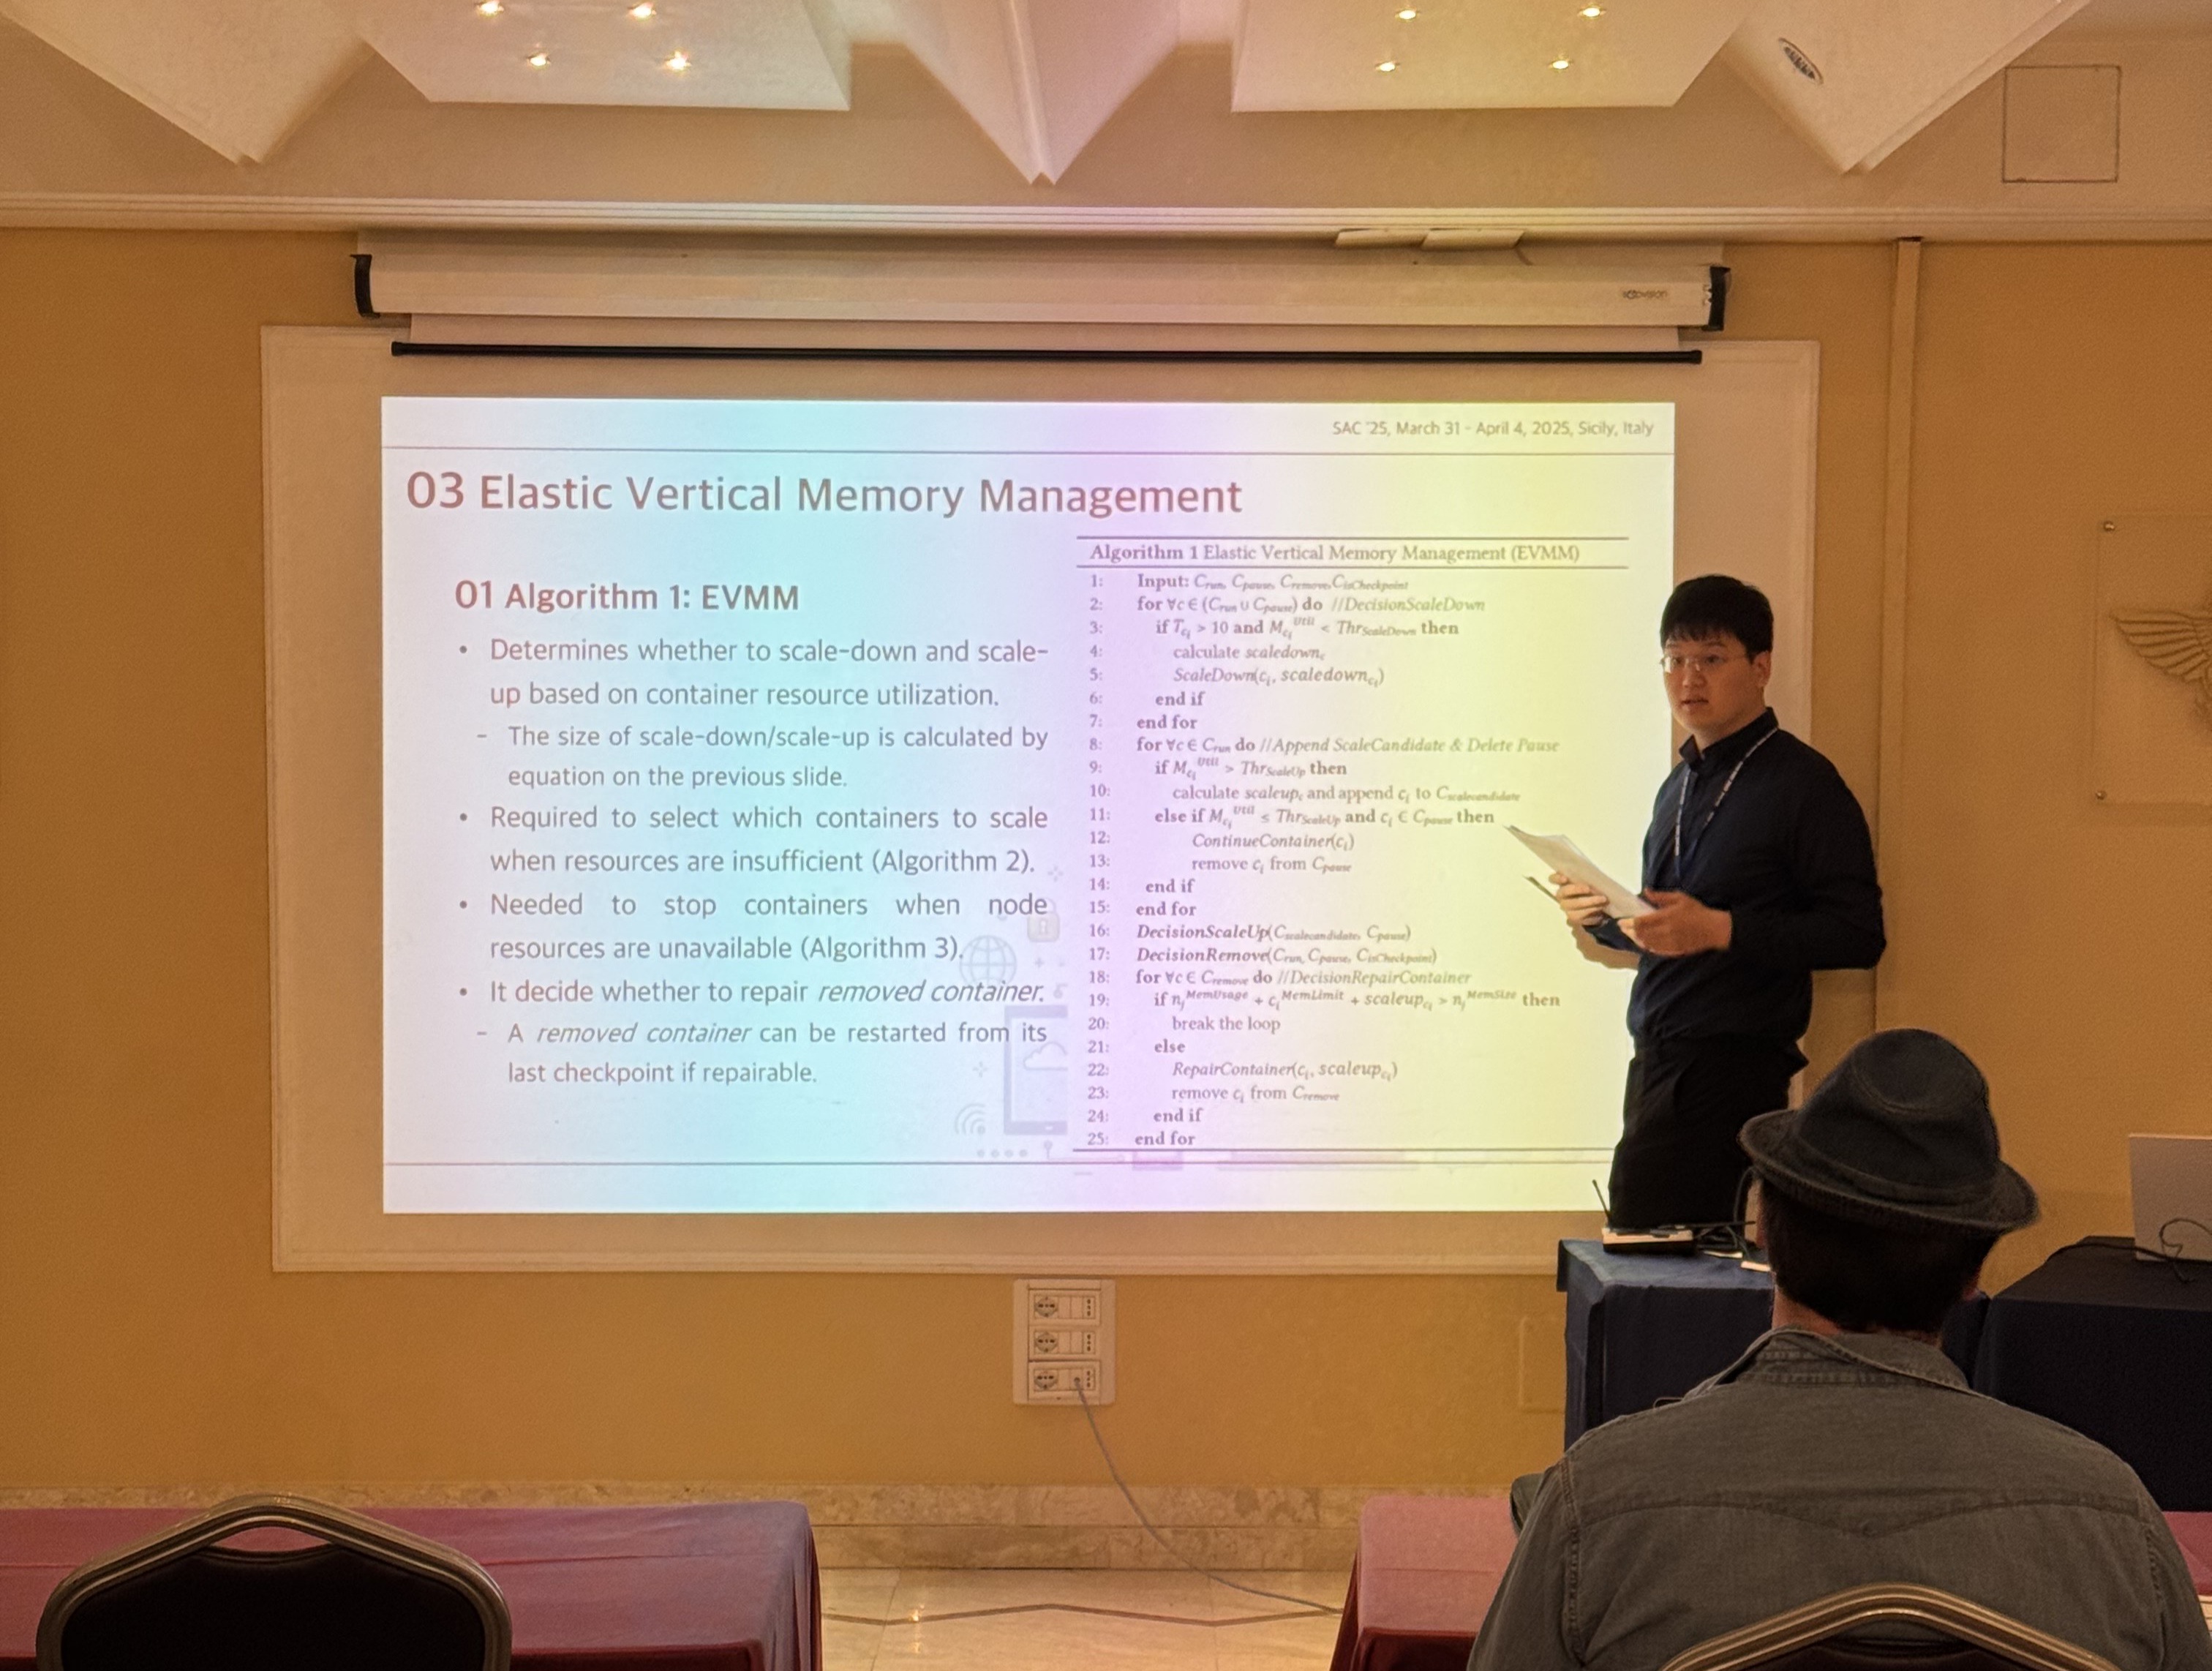 SAC '25, March 31 - April 4, 2025, Sicily, Italy
03 Elastic Vertical Memory Management
01 Algorithm 1: EVMM
• Determines whether to scale-down and scale-
up based on container resource utilization.
- The size of scale-down/scale-up is calculated by
equation on the previous slide.
• Required to select which containers to scale
when resources are insufficient (Algorithm 2).
• Needed to stop containers when node
resources are unavailable (Algorithm 3).
• It decide whether to repair removed container.
- A removed container can be restarted from its
last checkpoint if repairable.
Algorithm 1 Elastic Vertical Memory Management (EVMM)
1: Input: C_run, C_pause, C_remove, C_isCheckpoint
2: for ∀c ∈ (C_run ∪ C_pause) do //DecisionScaleDown
3: if T_ci > 10 and M_ci^Util < Thr_ScaleDown then
4: calculate scaledown_c
5: ScaleDown(c_i, scaledown_ci)
6: end if
7: end for
8: for ∀c ∈ C_run do //Append ScaleCandidate & Delete Pause
9: if M_ci^Util > Thr_ScaleUp then
10: calculate scaleup_c and append c_i to C_scalecandidate
11: else if M_ci^Util ≤ Thr_ScaleUp and c_i ∈ C_pause then
12: ContinueContainer(c_i)
13: remove c_i from C_pause
14: end if
15: end for
16: DecisionScaleUp(C_scalecandidate, C_pause)
17: DecisionRemove(C_run, C_pause, C_isCheckpoint)
18: for ∀c ∈ C_remove do //DecisionRepairContainer
19: if n_j^MemUsage + c_i^MemLimit + scaleup_ci > n_j^MemSize then
20: break the loop
21: else
22: RepairContainer(c_i, scaleup_ci)
23: remove c_i from C_remove
24: end if
25: end for